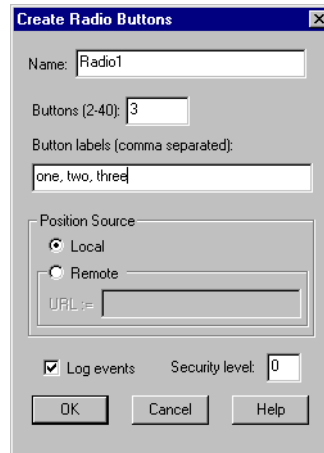 Create Radio Buttons
Name: Radio1
Buttons (2-40): 3
Button labels (comma separated):
one, two, three
Position Source
Local
Remote
URL :=
Log events Security level: 0
OK Cancel Help